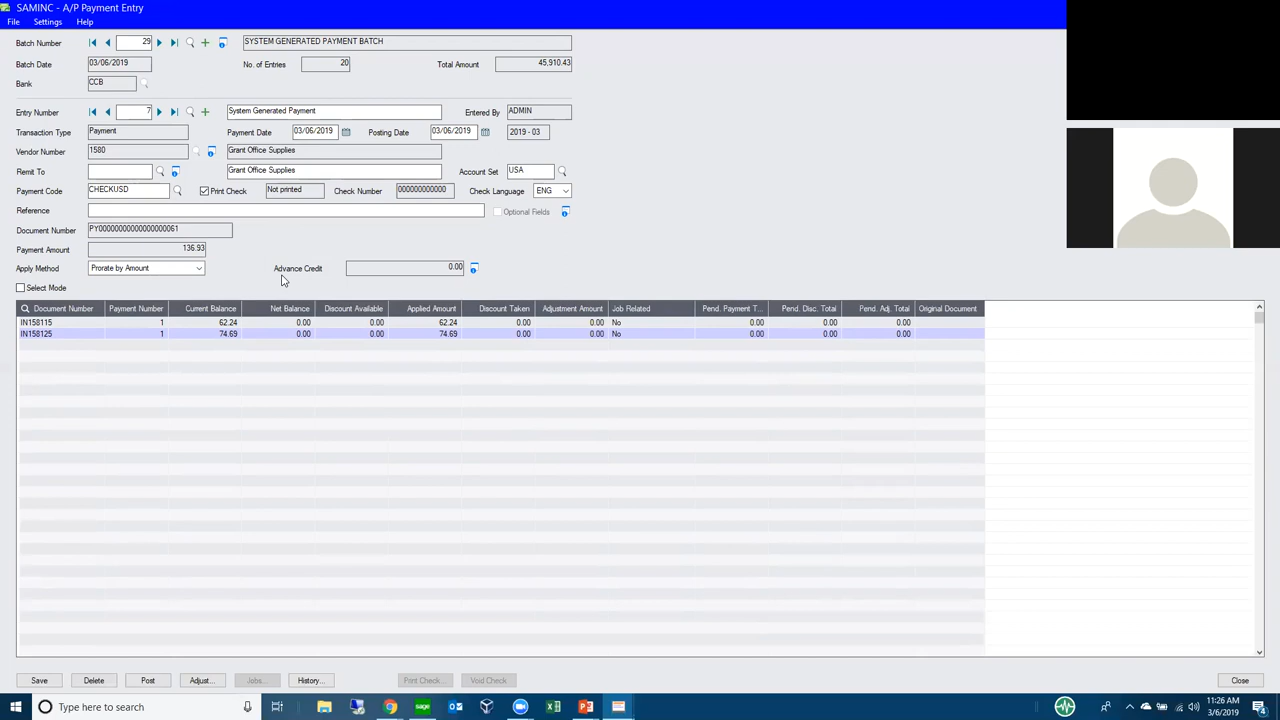 SAMINC - A/P Payment Entry
File Settings Help
Batch Number 29 SYSTEM GENERATED PAYMENT BATCH
Batch Date 03/06/2019 No. of Entries 20 Total Amount 45,910.43
Bank CCB
Entry Number 7 System Generated Payment Entered By ADMIN
Transaction Type Payment Payment Date 03/06/2019 Posting Date 03/06/2019 2019 - 03
Vendor Number 1580 Grant Office Supplies
Remit To Grant Office Supplies Account Set USA
Payment Code CHECKUSD Print Check Not printed Check Number 000000000000 Check Language ENG
Reference Optional Fields
Document Number PY0000000000000000061
Payment Amount 136.93
Apply Method Prorate by Amount Advance Credit 0.00
Select Mode
Document Number Payment Number Current Balance Net Balance Discount Available Applied Amount Discount Taken Adjustment Amount Job Related Pend. Payment T... Pend. Disc. Total Pend. Adj. Total Original Document
IN158115 1 62.24 0.00 0.00 62.24 0.00 0.00 No 0.00 0.00 0.00
IN158125 1 74.69 0.00 0.00 74.69 0.00 0.00 No 0.00 0.00 0.00
Save Delete Post Adjust... Jobs... History... Print Check... Void Check Close
Type here to search sage 11:26 AM
3/6/2019 4